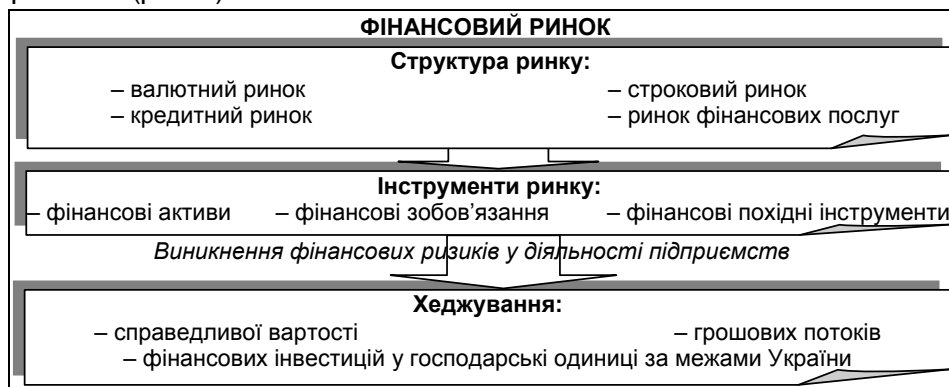 ФІНАНСОВИЙ РИНОК
Структура ринку:
– валютний ринок – строковий ринок
– кредитний ринок – ринок фінансових послуг
Інструменти ринку:
– фінансові активи – фінансові зобов’язання – фінансові похідні інструменти
Виникнення фінансових ризиків у діяльності підприємств
Хеджування:
– справедливої вартості – грошових потоків
– фінансових інвестицій у господарські одиниці за межами України